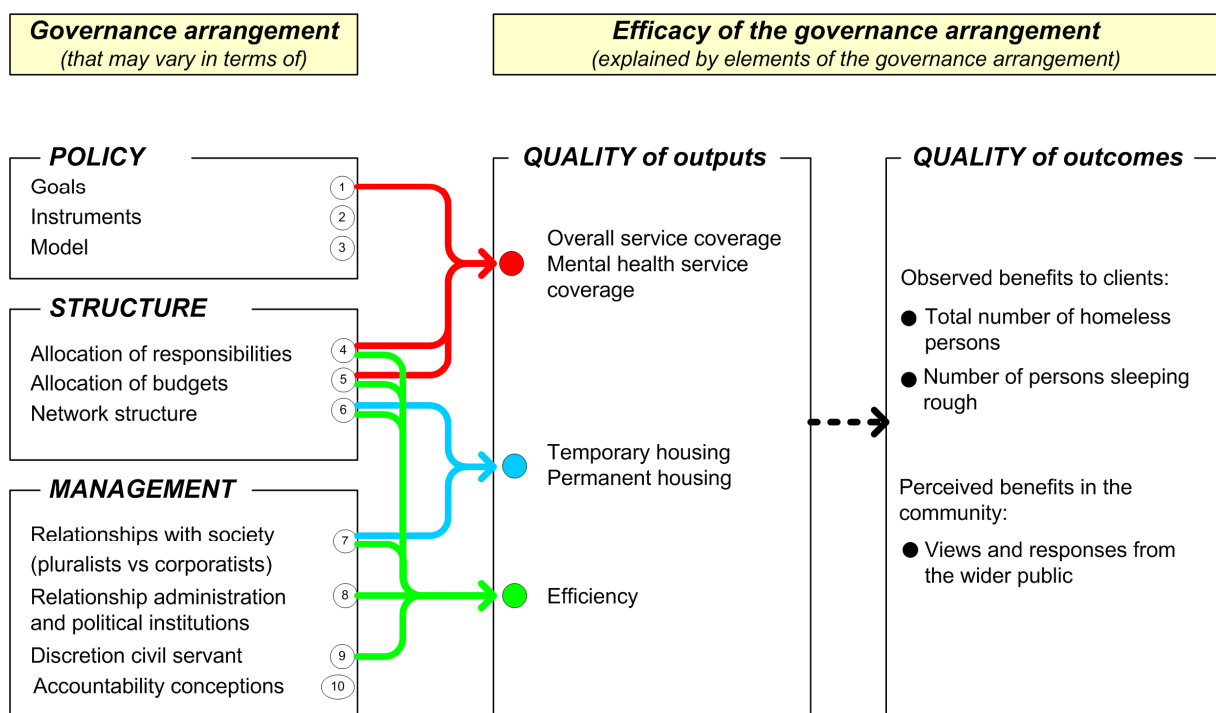 Governance arrangement
(that may vary in terms of)
Efficacy of the governance arrangement
(explained by elements of the governance arrangement)
POLICY
Goals 1
Instruments 2
Model 3
STRUCTURE
Allocation of responsibilities 4
Allocation of budgets 5
Network structure 6
MANAGEMENT
Relationships with society
(pluralists vs corporatists) 7
Relationship administration 8
and political institutions
Discretion civil servant 9
Accountability conceptions 10
QUALITY of outputs
Overall service coverage
Mental health service
coverage
Temporary housing
Permanent housing
Efficiency
QUALITY of outcomes
Observed benefits to clients:
Total number of homeless
persons
Number of persons sleeping
rough
Perceived benefits in the
community:
Views and responses from
the wider public